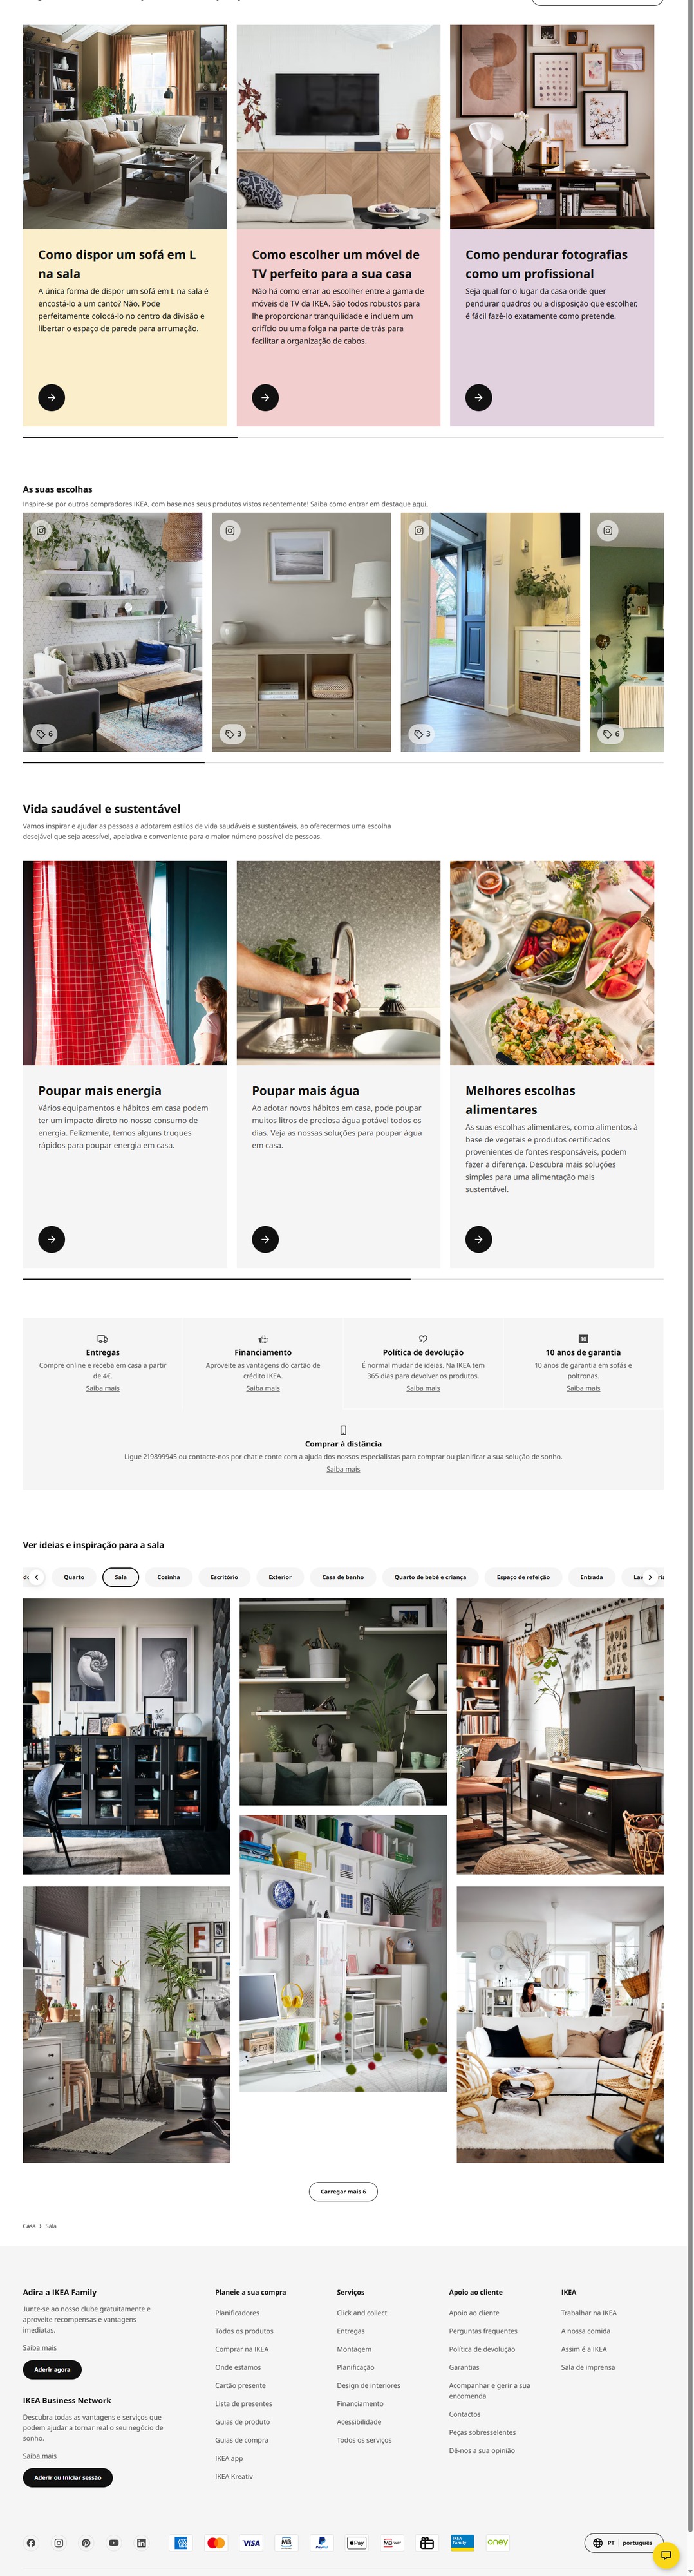 Como dispor um sofá em L
na sala
A única forma de dispor um sofá em L na sala é
encostá-lo a um canto? Não. Pode
perfeitamente colocá-lo no centro da divisão e
libertar o espaço de parede para arrumação.
Como escolher um móvel de
TV perfeito para a sua casa
Não há como errar ao escolher entre a gama de
móveis de TV da IKEA. São todos robustos para
lhe proporcionar tranquilidade e incluem um
orifício ou uma folga na parte de trás para
facilitar a organização de cabos.
Como pendurar fotografias
como um profissional
Seja qual for o lugar da casa onde quer
pendurar quadros ou a disposição que escolher,
é fácil fazê-lo exatamente como pretende.
As suas escolhas
Inspire-se por outros compradores IKEA, com base nos seus produtos vistos recentemente! Saiba como entrar em destaque aqui.
6
3
3
6
Vida saudável e sustentável
Vamos inspirar e ajudar as pessoas a adotarem estilos de vida saudáveis e sustentáveis, ao oferecermos uma escolha
desejável que seja acessível, apelativa e conveniente para o maior número possível de pessoas.
Poupar mais energia
Vários equipamentos e hábitos em casa podem
ter um impacto direto no nosso consumo de
energia. Felizmente, temos alguns truques
rápidos para poupar energia em casa.
Poupar mais água
Ao adotar novos hábitos em casa, pode poupar
muitos litros de preciosa água potável todos os
dias. Veja as nossas soluções para poupar água
em casa.
Melhores escolhas
alimentares
As suas escolhas alimentares, como alimentos à
base de vegetais e produtos certificados
provenientes de fontes responsáveis, podem
fazer a diferença. Descubra mais soluções
simples para uma alimentação mais
sustentável.
Entregas
Compre online e receba em casa a partir
de 4€.
Saiba mais
Financiamento
Aproveite as vantagens do cartão de
crédito IKEA.
Saiba mais
Política de devolução
É normal mudar de ideias. Na IKEA tem
365 dias para devolver os produtos.
Saiba mais
10
10 anos de garantia
10 anos de garantia em sofás e
poltronas.
Saiba mais
Comprar à distância
Ligue 219899945 ou contacte-nos por chat e conte com a ajuda dos nossos especialistas para comprar ou planificar a sua solução de sonho.
Saiba mais
Ver ideias e inspiração para a sala
Quarto
Sala
Cozinha
Escritório
Exterior
Casa de banho
Quarto de bebé e criança
Espaço de refeição
Entrada
Carregar mais 6
Casa
Sala
Adira a IKEA Family
Junte-se ao nosso clube gratuitamente e
aproveite recompensas e vantagens
imediatas.
Saiba mais
Aderir agora
IKEA Business Network
Descubra todas as vantagens e serviços que
podem ajudar a tornar real o seu negócio de
sonho.
Saiba mais
Aderir ou iniciar sessão
Planeie a sua compra
Planificadores
Todos os produtos
Comprar na IKEA
Onde estamos
Cartão presente
Lista de presentes
Guias de produto
Guias de compra
IKEA app
IKEA Kreativ
Serviços
Click and collect
Entregas
Montagem
Planificação
Design de interiores
Financiamento
Acessibilidade
Todos os serviços
Apoio ao cliente
Apoio ao cliente
Perguntas frequentes
Política de devolução
Garantias
Acompanhar e gerir a sua
encomenda
Contactos
Peças sobresselentes
Dê-nos a sua opinião
IKEA
Trabalhar na IKEA
A nossa comida
Assim é a IKEA
Sala de imprensa
VISA
MB
PayPal
Pay
MB WAY
IKEA
Family
oney
PT
português